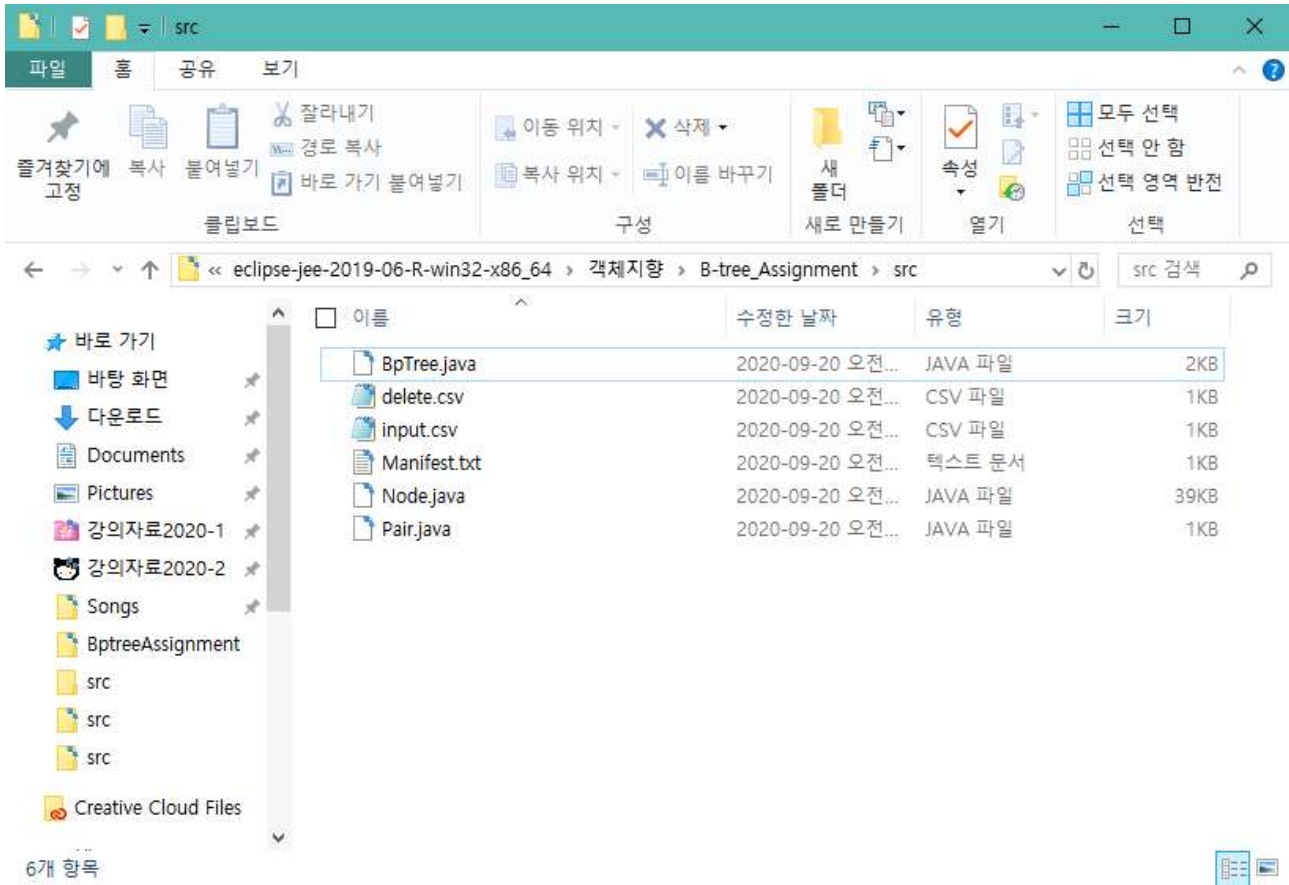 src
파일 홈 공유 보기
즐겨찾기에 고정
복사
붙여넣기
잘라내기
경로 복사
바로 가기 붙여넣기
클립보드
이동 위치
복사 위치
삭제
이름 바꾸기
구성
새 폴더
새로 만들기
속성
열기
모두 선택
선택 안 함
선택 영역 반전
선택
« eclipse-jee-2019-06-R-win32-x86_64 › 객체지향 › B-tree_Assignment › src
src 검색
이름 수정한 날짜 유형 크기
바로 가기
바탕 화면
다운로드
Documents
Pictures
강의자료2020-1
강의자료2020-2
Songs
BptreeAssignment
src
src
src
Creative Cloud Files
BpTree.java 2020-09-20 오전... JAVA 파일 2KB
delete.csv 2020-09-20 오전... CSV 파일 1KB
input.csv 2020-09-20 오전... CSV 파일 1KB
Manifest.txt 2020-09-20 오전... 텍스트 문서 1KB
Node.java 2020-09-20 오전... JAVA 파일 39KB
Pair.java 2020-09-20 오전... JAVA 파일 1KB
6개 항목